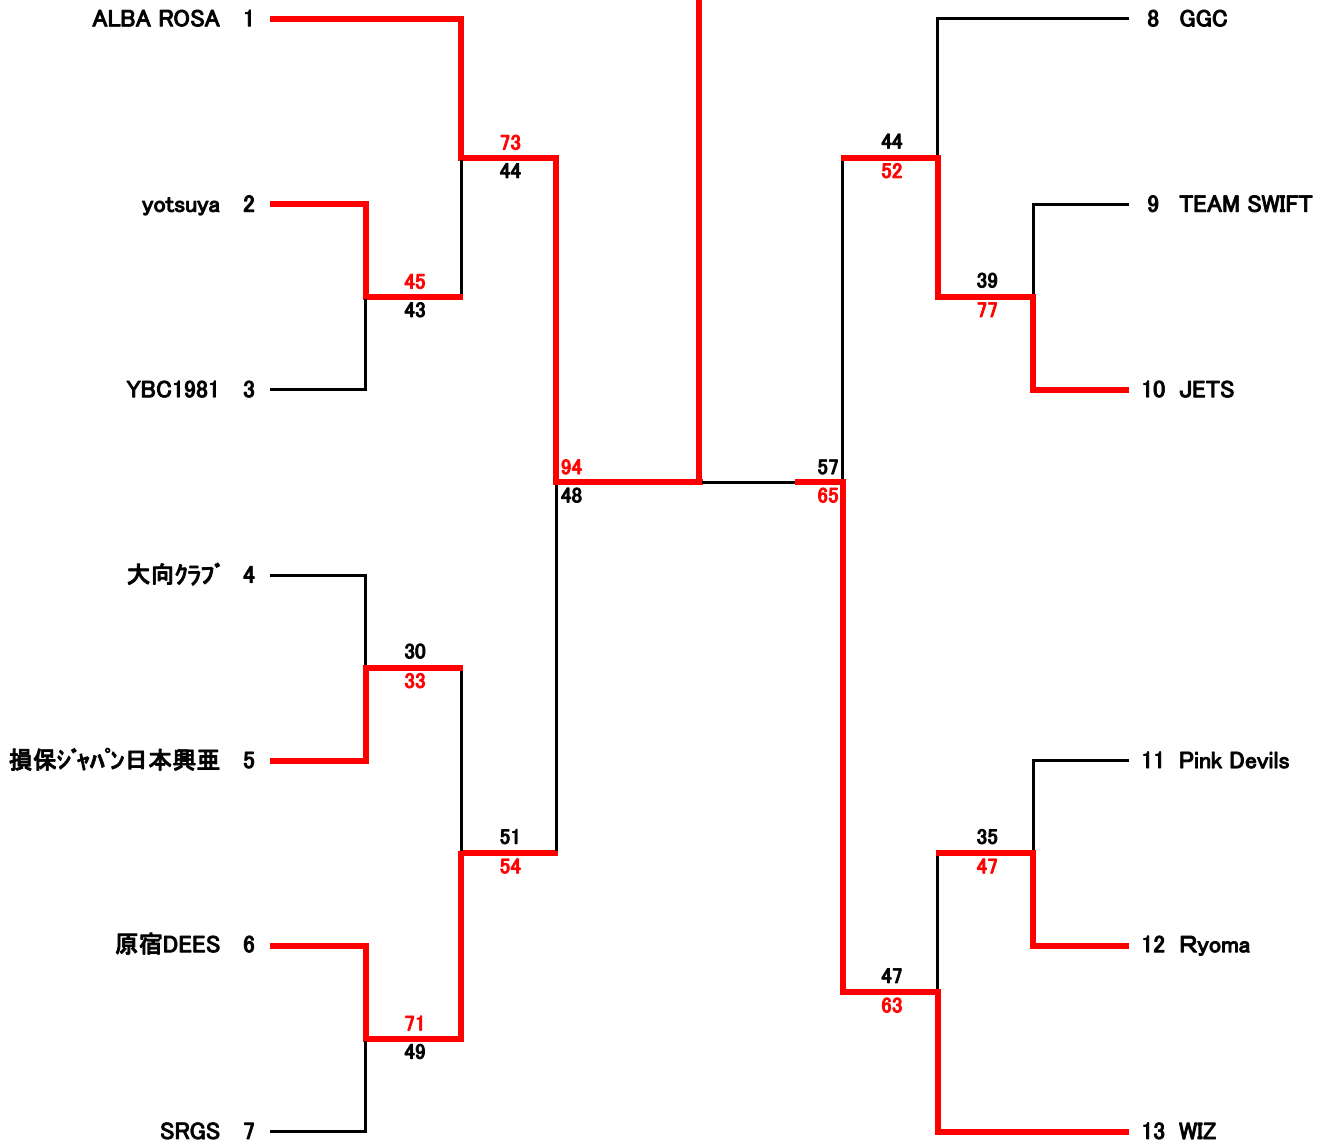 ALBA ROSA 1
8 GGC
73
44
44
52
yotsuya 2
9 TEAM SWIFT
45
43
39
77
YBC1981 3
10 JETS
94
48
57
65
大向ｸﾗﾌﾞ 4
30
33
損保ｼﾞｬﾊﾟﾝ日本興亜 5
11 Pink Devils
51
54
35
47
原宿DEES 6
12 Ryoma
47
63
71
49
SRGS 7
13 WIZ